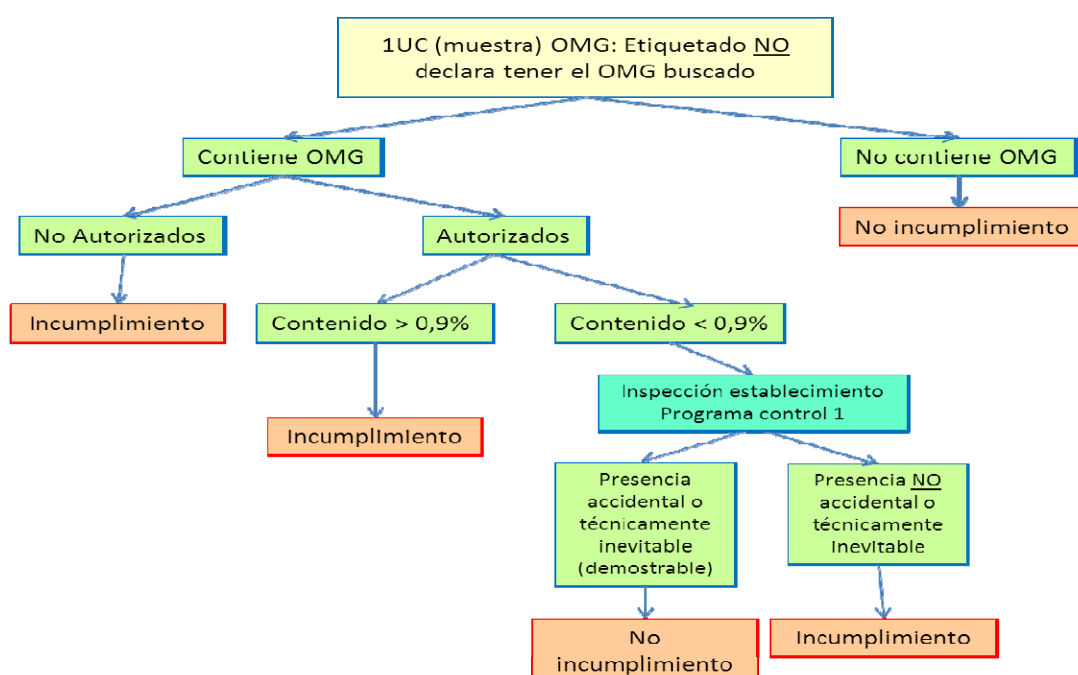 1UC (muestra) OMG: Etiquetado NO
declara tener el OMG buscado
Contiene OMG
No contiene OMG
No Autorizados
Autorizados
No incumplimiento
Incumplimiento
Contenido > 0,9%
Contenido < 0,9%
Inspección establecimiento
Programa control 1
Incumplimiento
Presencia
accidental o
técnicamente
inevitable
(demostrable)
Presencia NO
accidental o
técnicamente
Inevitable
No
incumplimiento
Incumplimiento